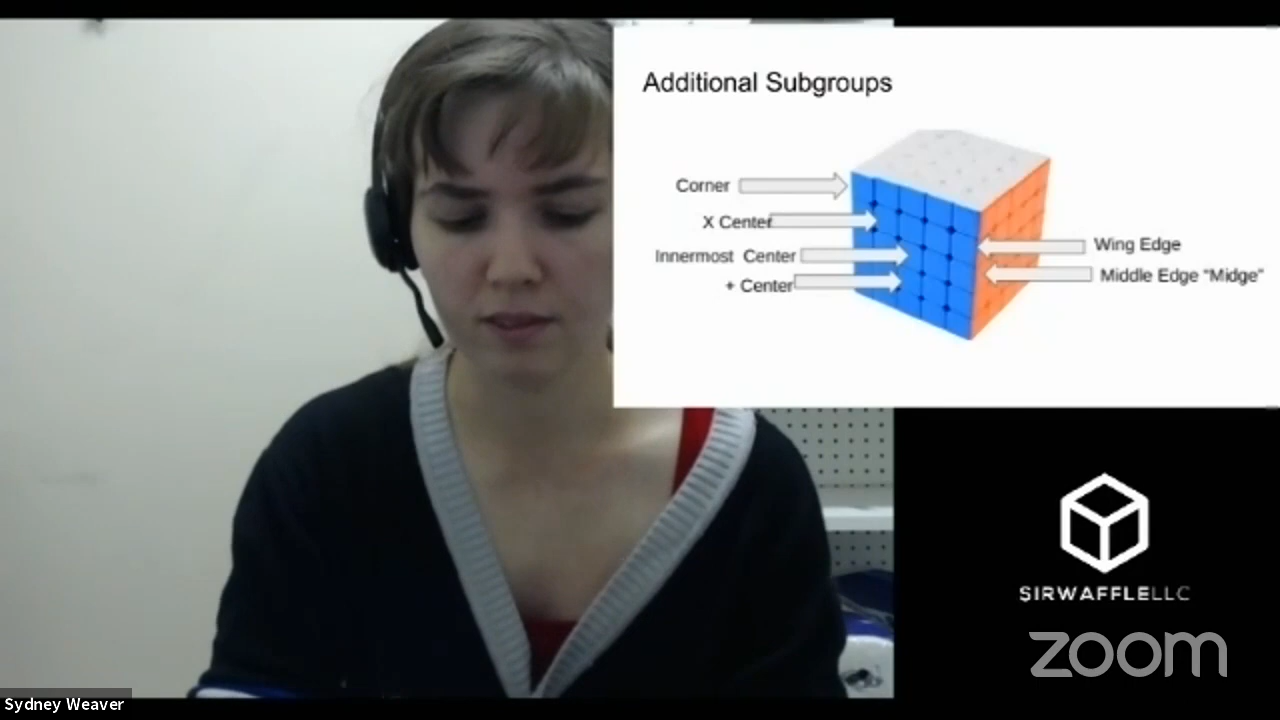 Additional Subgroups
Corner
X Center
Innermost Center
+ Center
Wing Edge
Middle Edge “Midge”
SIRWAFFLELLC
zoom
Sydney Weaver